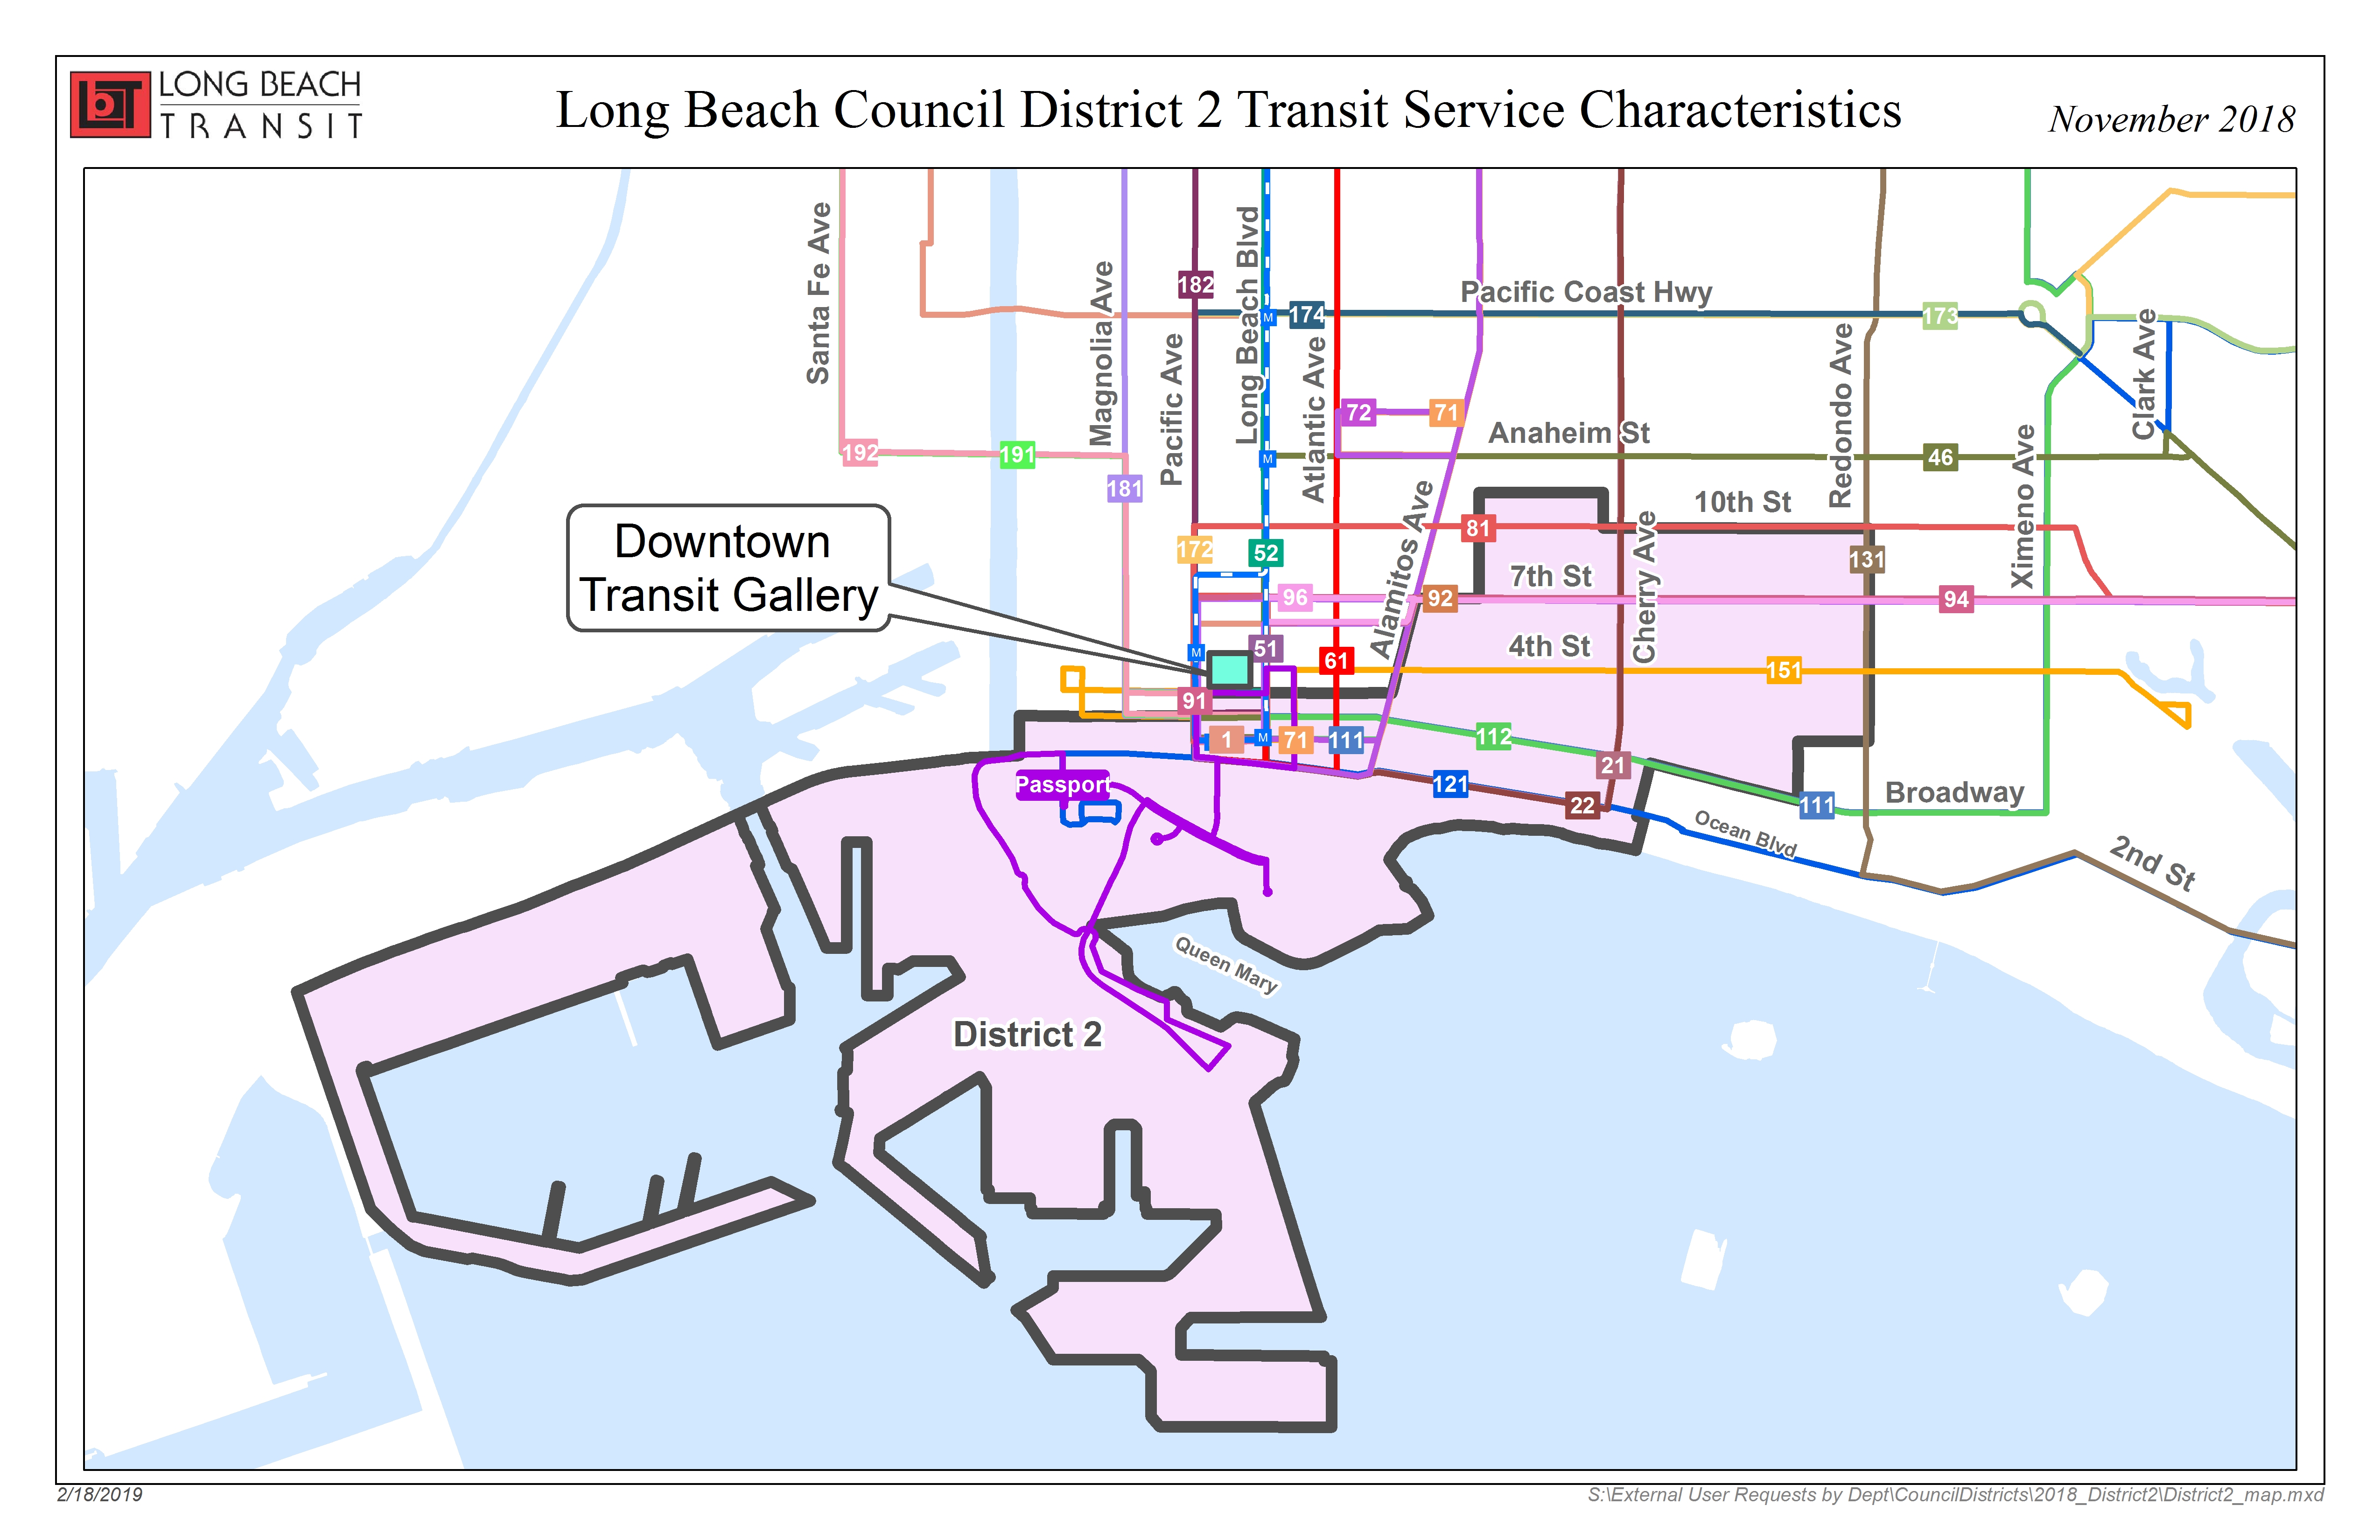 LONG BEACH
TRANSIT
Long Beach Council District 2 Transit Service Characteristics
November 2018
Santa Fe Ave
Magnolia Ave
Pacific Ave
Long Beach Blvd
Atlantic Ave
Alamitos Ave
Cherry Ave
Redondo Ave
Ximeno Ave
Clark Ave
182
M
174
Pacific Coast Hwy
173
72
71
Anaheim St
192
191
M
46
181
10th St
Downtown
Transit Gallery
81
172
52
131
7th St
96
92
94
M
51
61
4th St
151
91
1
M
71
111
112
21
Passport
121
22
111
Broadway
Ocean Blvd
2nd St
Queen Mary
District 2
2/18/2019
S:\External User Requests by Dept\CouncilDistricts\2018_District2\District2_map.mxd